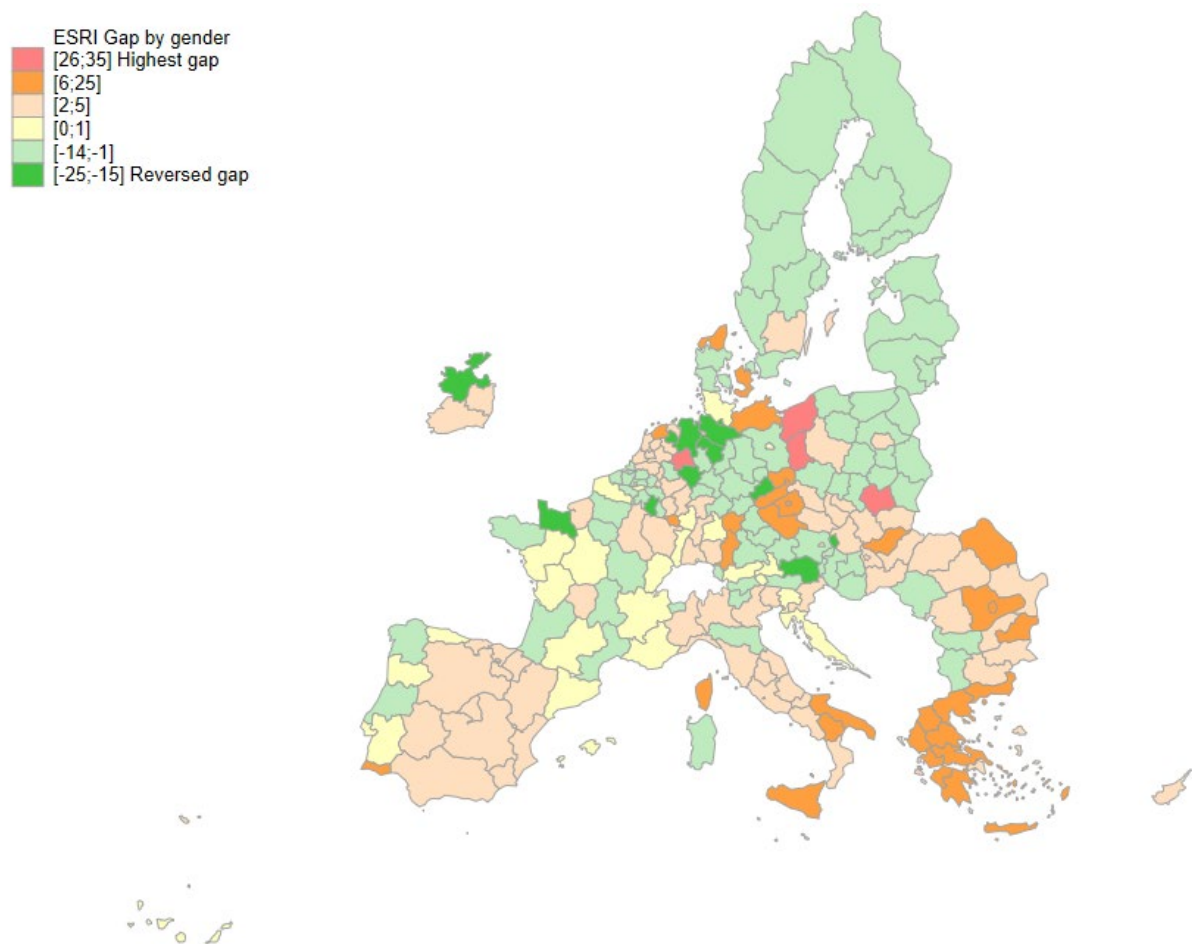 ESRI Gap by gender
[26;35] Highest gap
[6;25]
[2;5]
[0;1]
[-14;-1]
[-25;-15] Reversed gap